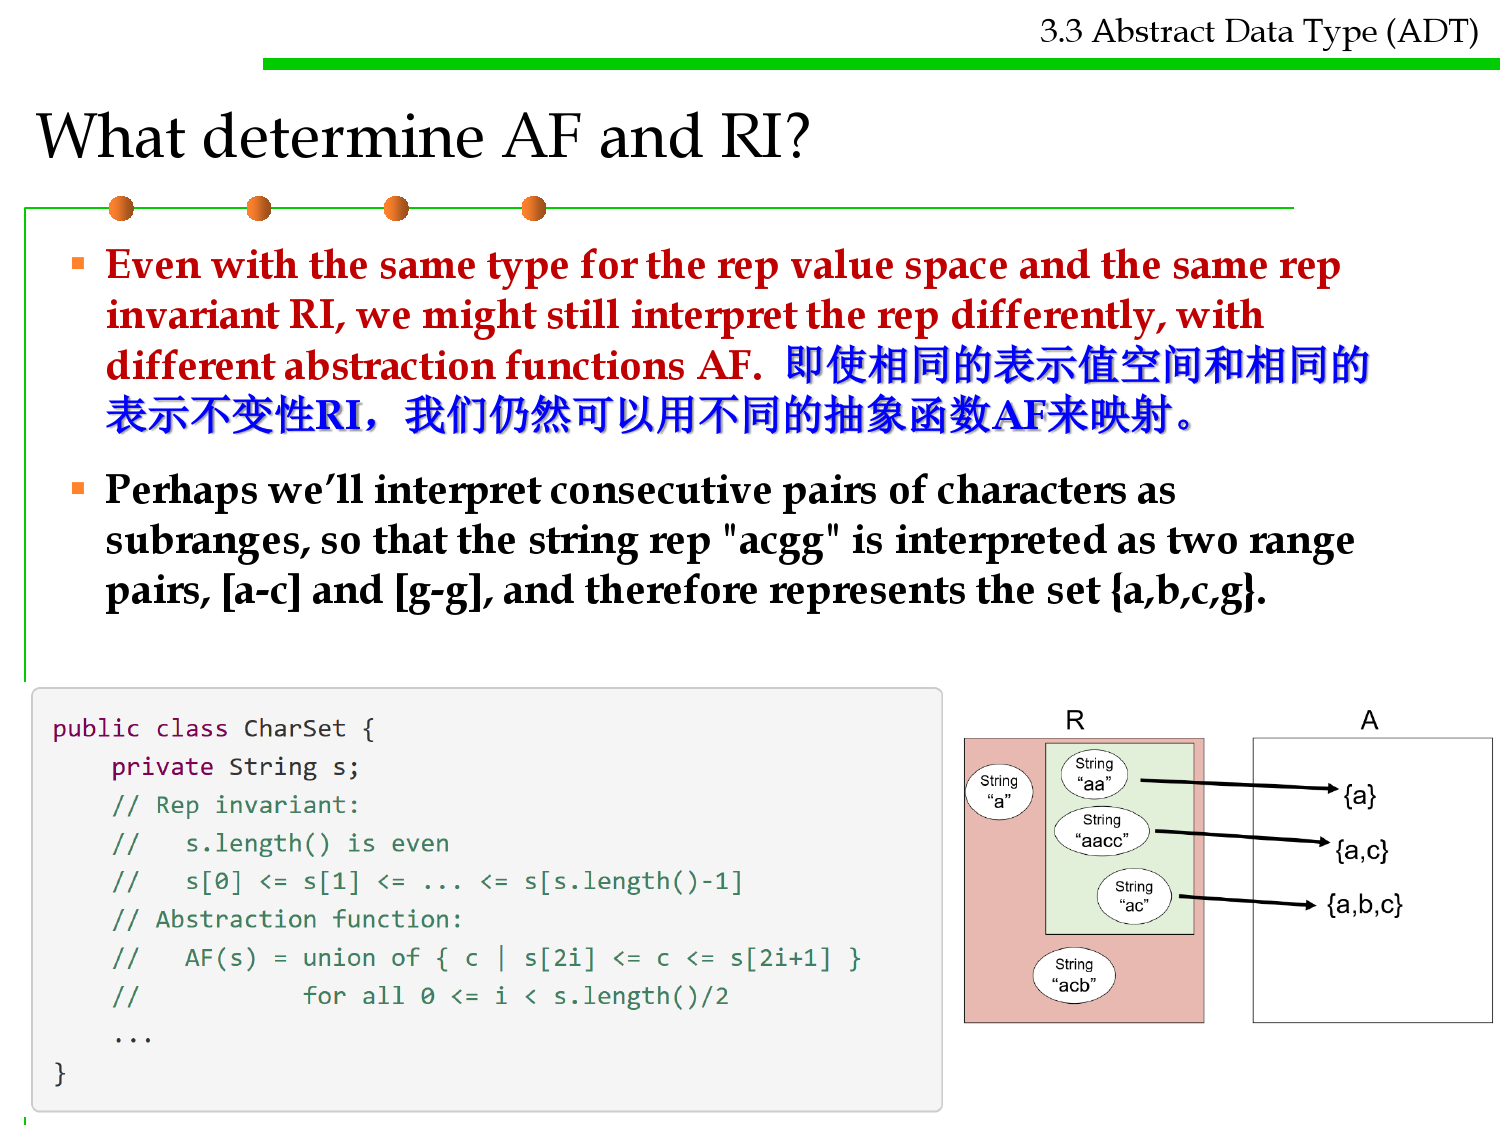 3.3 Abstract Data Type (ADT)
What determine AF and RI?
Even with the same type for the rep value space and the same rep
invariant RI, we might still interpret the rep differently, with
different abstraction functions AF. 即使相同的表示值空间和相同的
表示不变性RI，我们仍然可以用不同的抽象函数AF来映射。
Perhaps we’ll interpret consecutive pairs of characters as
subranges, so that the string rep "acgg" is interpreted as two range
pairs, [a-c] and [g-g], and therefore represents the set {a,b,c,g}.
public class CharSet {
    private String s;
    // Rep invariant:
    //   s.length() is even
    //   s[0] <= s[1] <= ... <= s[s.length()-1]
    // Abstraction function:
    //   AF(s) = union of { c | s[2i] <= c <= s[2i+1] }
    //           for all 0 <= i < s.length()/2
    ...
}
R
A
String
“a”
String
“aa”
String
“aacc”
String
“ac”
String
“acb”
{a}
{a,c}
{a,b,c}